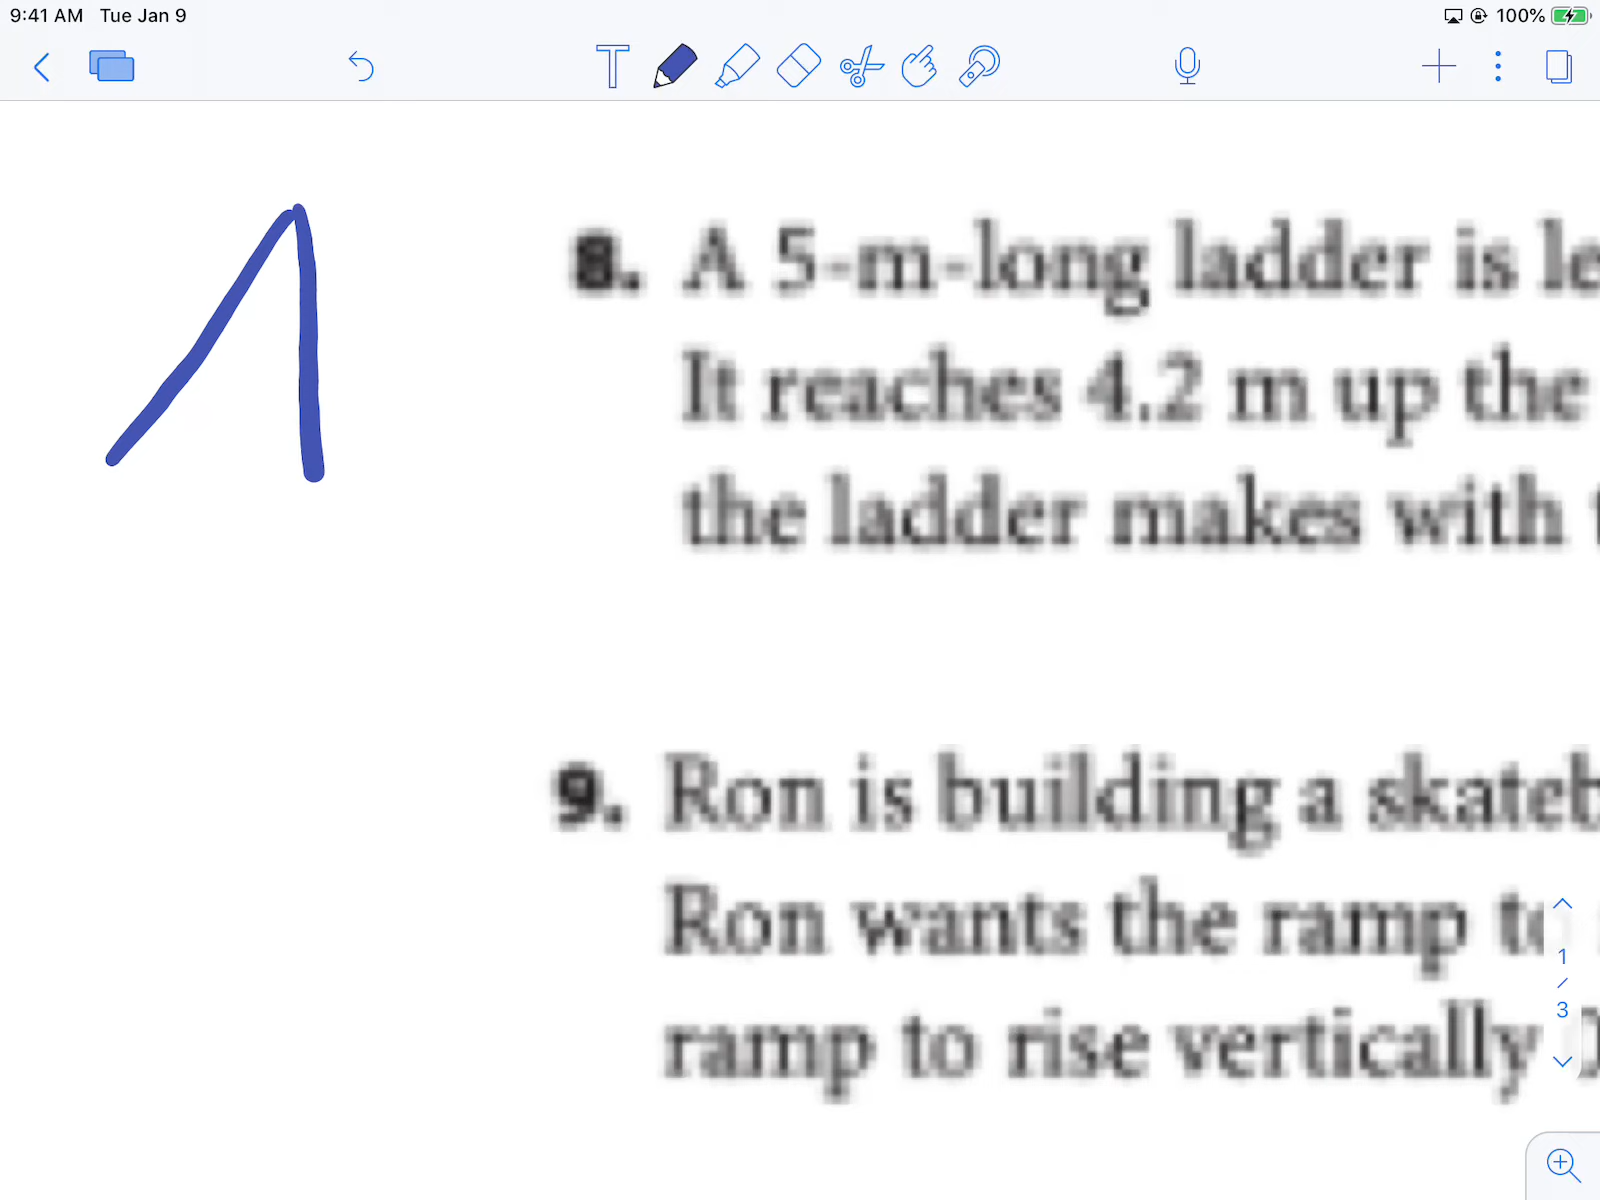 9:41 AM Tue Jan 9
100%
8. A 5-m-long ladder is le
It reaches 4.2 m up the
the ladder makes with
9. Ron is building a skateb
Ron wants the ramp to
ramp to rise vertically
1
/
3